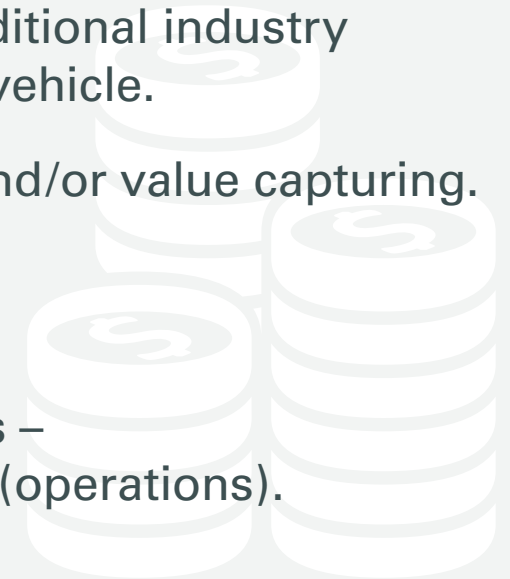 ditional industry
vehicle.
nd/or value capturing.
s –
(operations).